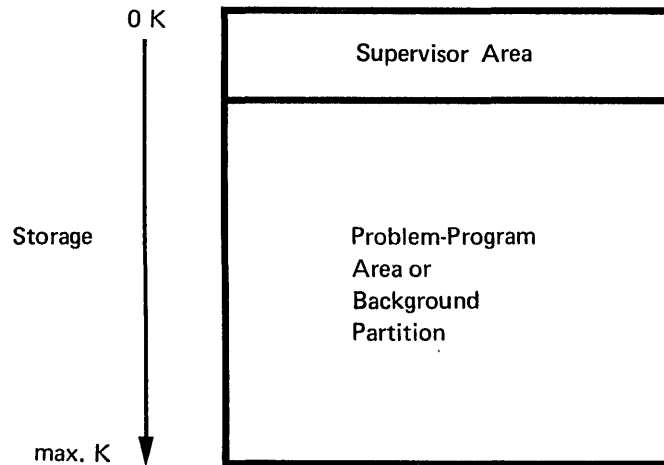 0 K
Supervisor Area
Storage
Problem-Program
Area or
Background
Partition
max. K